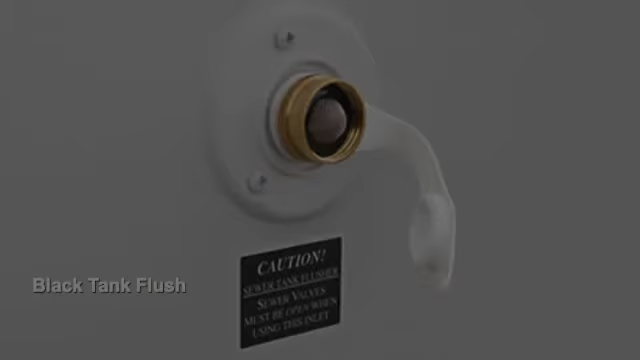 CAUTION!
SEWER TANK FLUSHER
SEWER VALVES
MUST BE OPEN WHEN
USING THIS INLET
Black Tank Flush